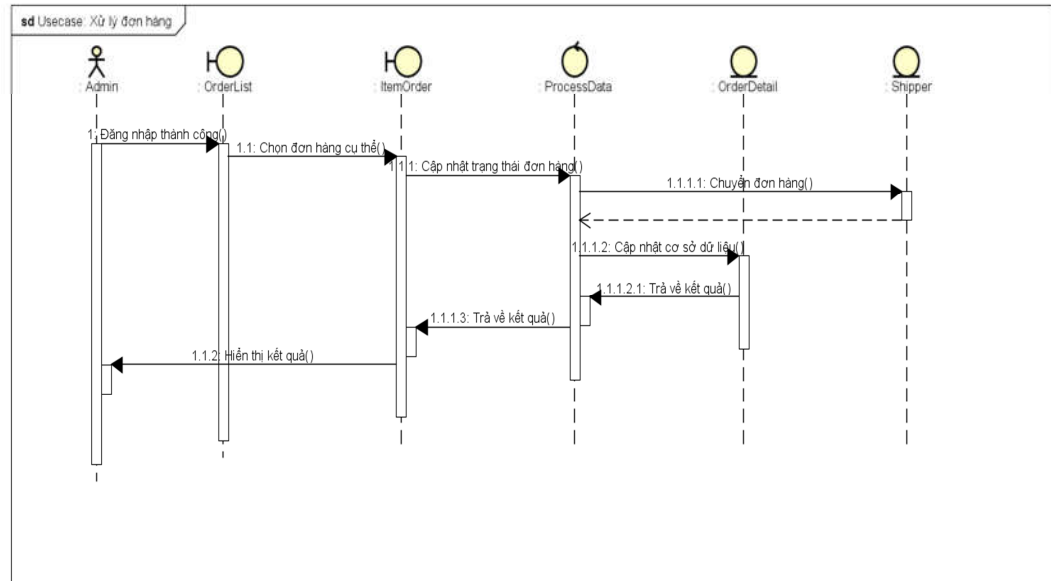 sd Usecase: Xử lý đơn hàng
: Admin
: OrderList
: ItemOrder
: ProcessData
: OrderDetail
: Shipper
1: Đăng nhập thành công()
1.1: Chọn đơn hàng cụ thể()
1.1.1: Cập nhật trạng thái đơn hàng()
1.1.1.1: Chuyển đơn hàng()
1.1.1.2: Cập nhật cơ sở dữ liệu()
1.1.1.2.1: Trả về kết quả()
1.1.1.3: Trả về kết quả()
1.1.2: Hiển thị kết quả()